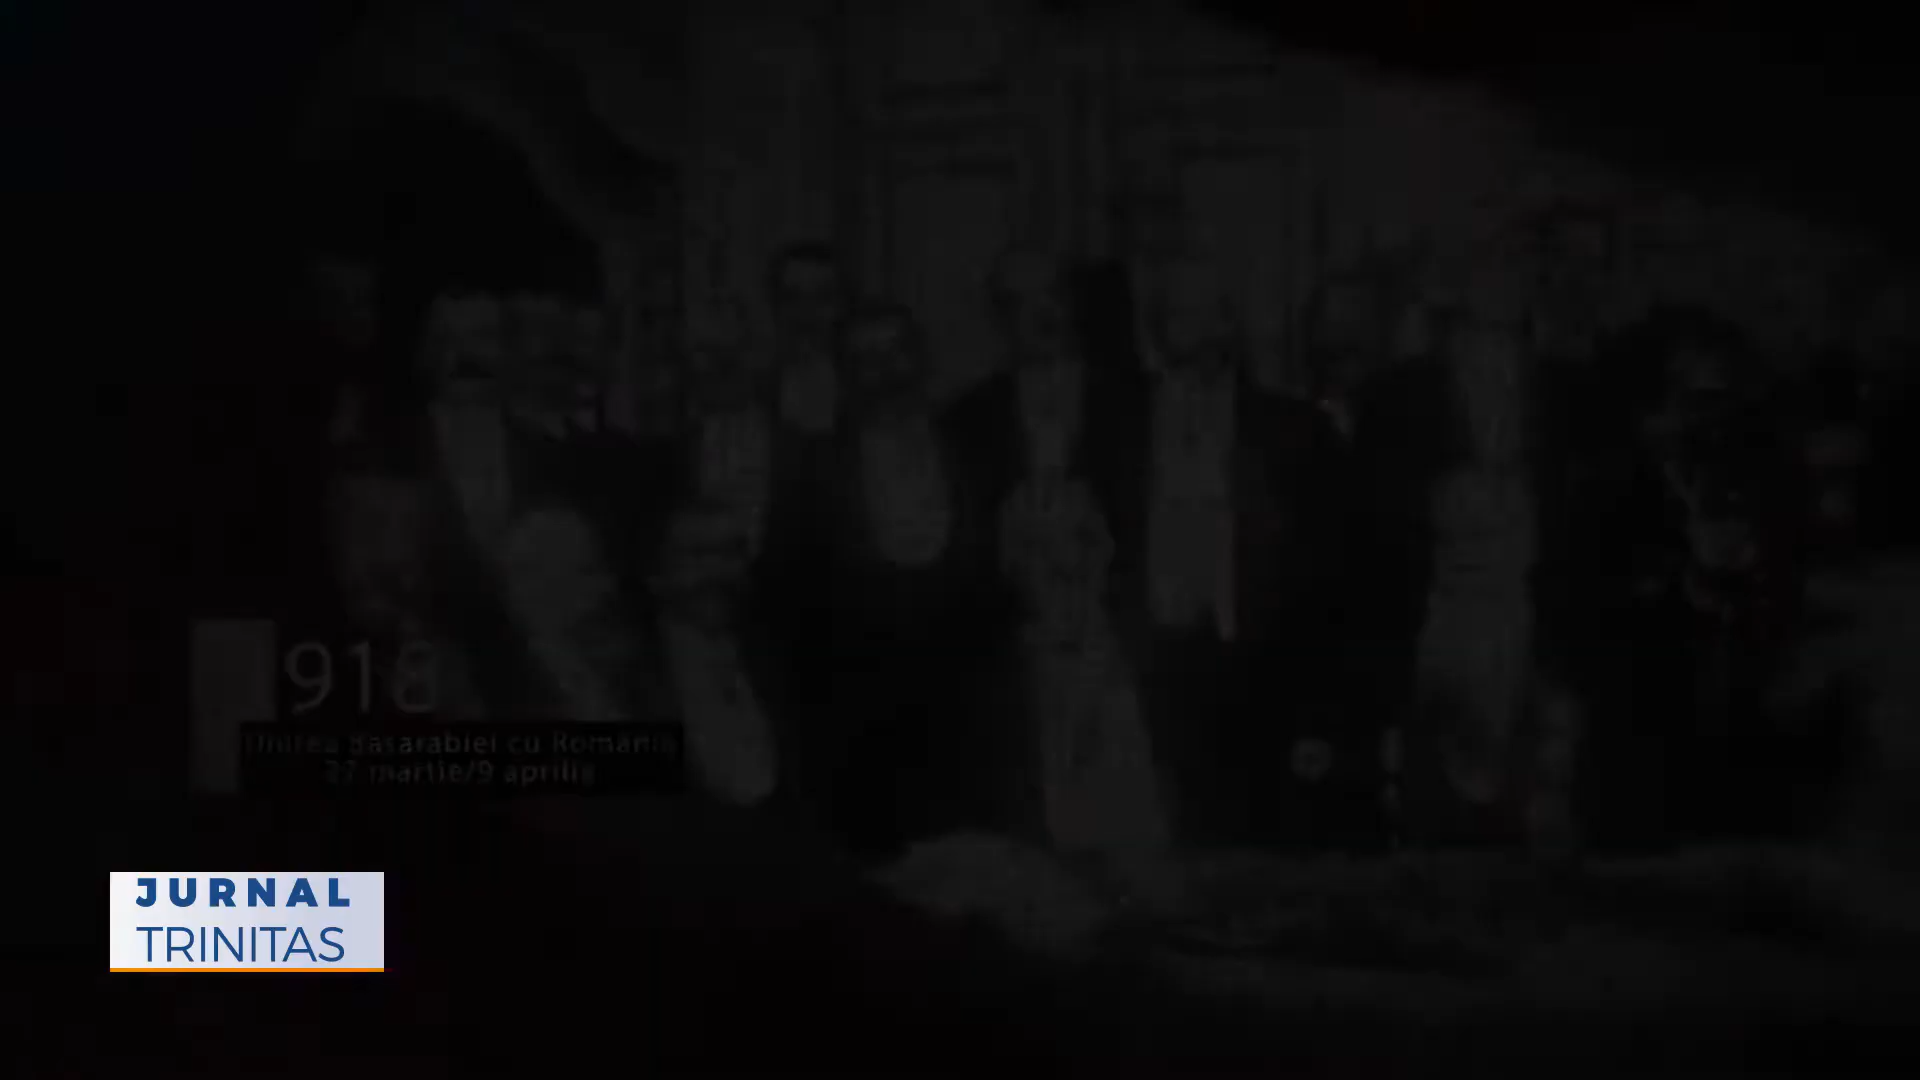 918
Unirea Basarabiei cu România
27 martie/9 aprilie
JURNAL
TRINITAS